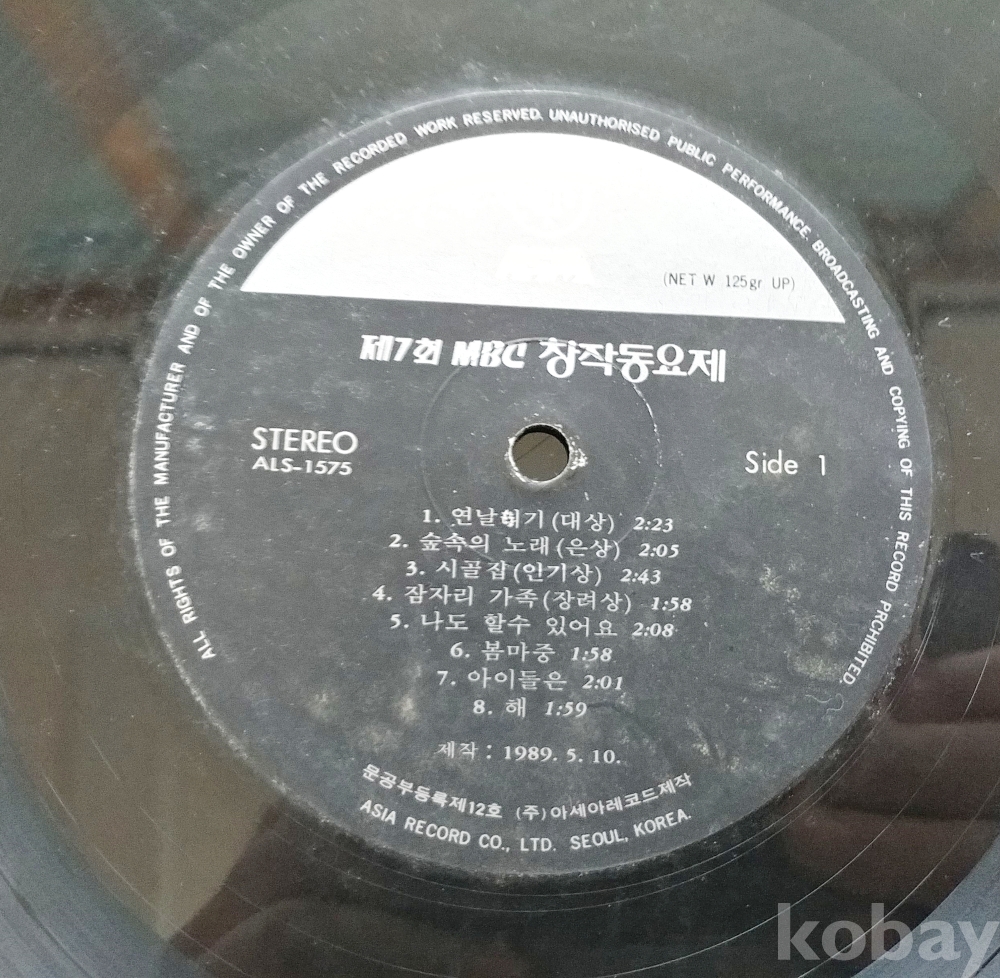 ALL RIGHTS OF THE MANUFACTURER AND OF THE OWNER OF THE RECORDED WORK RESERVED. UNAUTHORISED PUBLIC PERFORMANCE. BROADCASTING AND COPYING OF THIS RECORD PRCHIBITED.
(NET W 125gr UP)
제7회 MBC 창작동요제
STEREO
ALS-1575
Side 1
1. 연날리기 (대상) 2:23
2. 숲속의 노래 (은상) 2:05
3. 시골집 (인기상) 2:43
4. 잠자리 가족 (장려상) 1:58
5. 나도 할수 있어요 2:08
6. 봄마중 1:58
7. 아이들은 2:01
8. 해 1:59
제작 : 1989. 5. 10.
문공부등록제12호 (주)아세아레코드제작
ASIA RECORD CO., LTD. SEOUL, KOREA.
kobay